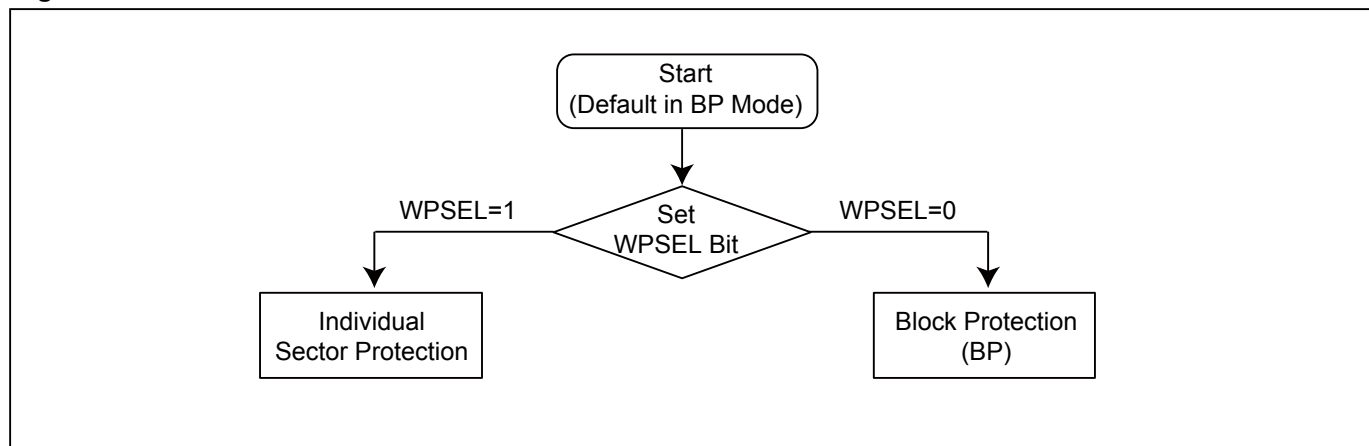 Start
(Default in BP Mode)
WPSEL=1
Set
WPSEL Bit
WPSEL=0
Individual
Sector Protection
Block Protection
(BP)